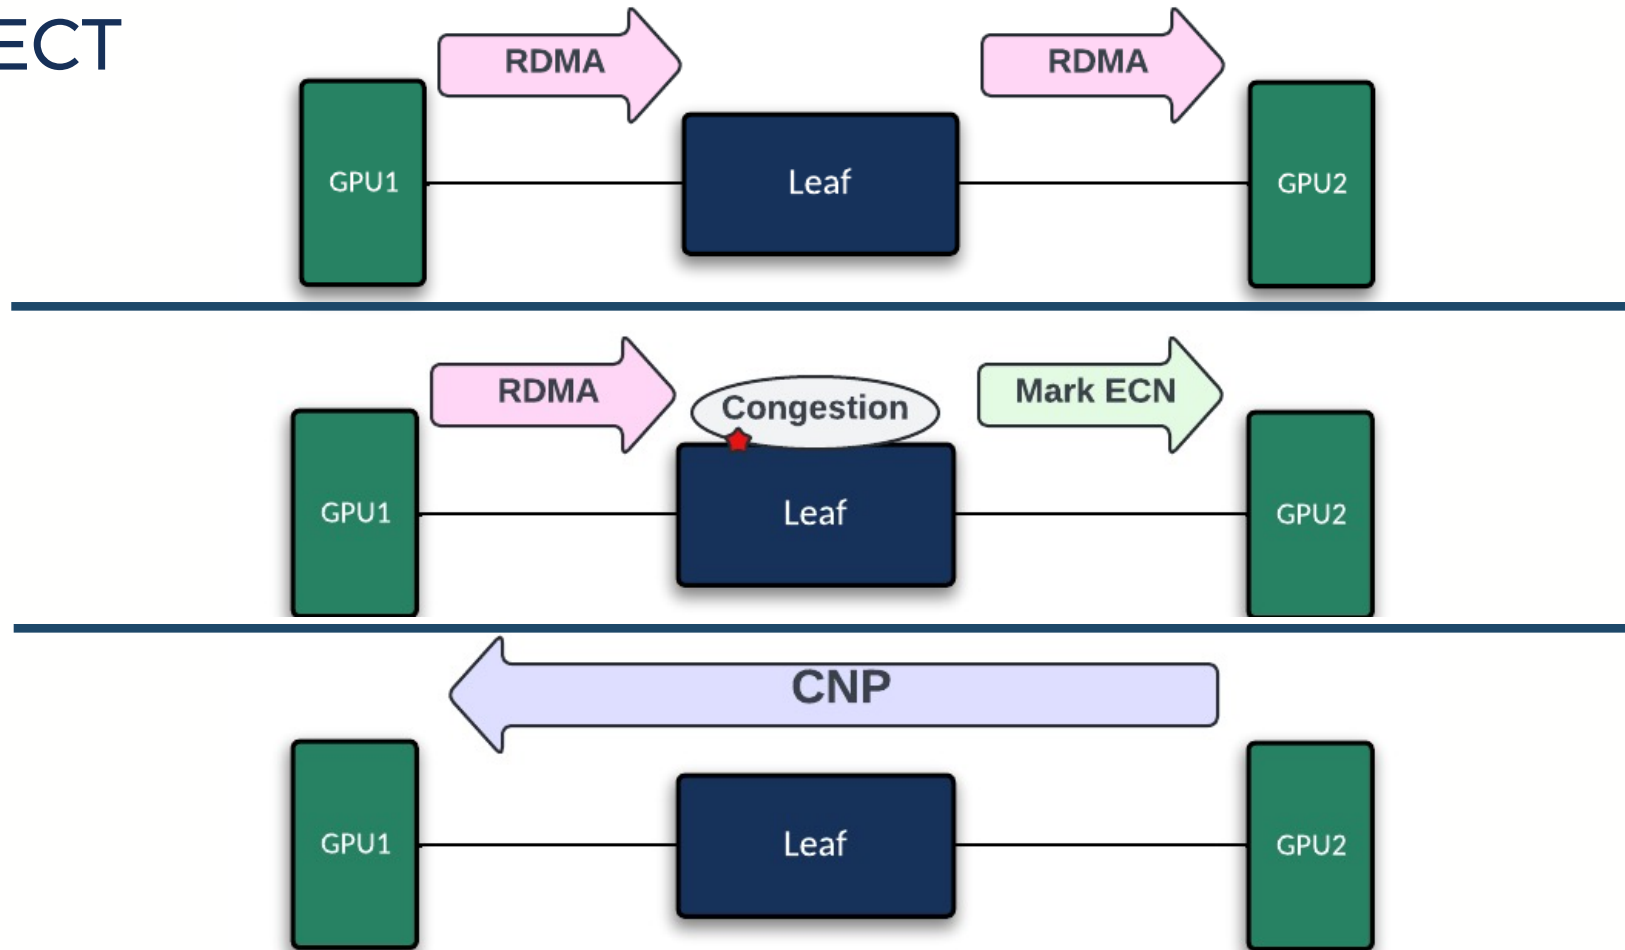 ECT
RDMA
RDMA
GPU1
Leaf
GPU2
RDMA
Congestion
Mark ECN
GPU1
Leaf
GPU2
CNP
GPU1
Leaf
GPU2